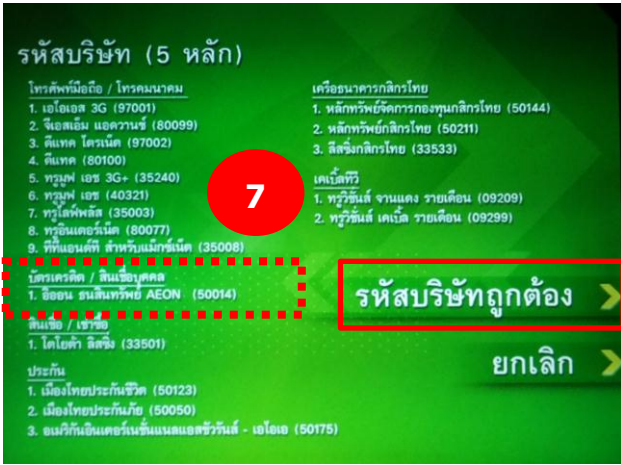 รหัสบริษัท (5 หลัก)
โทรศัพท์มือถือ / โทรคมนาคม
1. เอไอเอส 3G (97001)
2. จีเอสเอ็ม แอดวานซ์ (80099)
3. ดีแทค ไตรเน็ต (97002)
4. ดีแทค (80100)
5. ทรูมูฟ เอช 3G+ (35240)
6. ทรูมูฟ เอช (40321)
7. ทรูไลฟ์พลัส (35003)
8. ทรูอินเตอร์เน็ต (80077)
9. ทีทีแอนด์ที สำหรับแม็กซ์เน็ต (35008)
บัตรเครดิต / สินเชื่อบุคคล
1. อิออน ธนสินทรัพย์ AEON (50014)
สินเชื่อ / เช่าซื้อ
1. โตโยต้า ลิสซิ่ง (33501)
ประกัน
1. เมืองไทยประกันชีวิต (50123)
2. เมืองไทยประกันภัย (50050)
3. อเมริกันอินเตอร์เนชั่นแนลแอสชัวรันส์ - เอไอเอ (50175)
เครือธนาคารกสิกรไทย
1. หลักทรัพย์จัดการกองทุนกสิกรไทย (50144)
2. หลักทรัพย์กสิกรไทย (50211)
3. ลีสซิ่งกสิกรไทย (33533)
เคเบิ้ลทีวี
1. ทรูวิชั่นส์ จานแดง รายเดือน (09209)
2. ทรูวิชั่นส์ เคเบิ้ล รายเดือน (09299)
7
รหัสบริษัทถูกต้อง
ยกเลิก